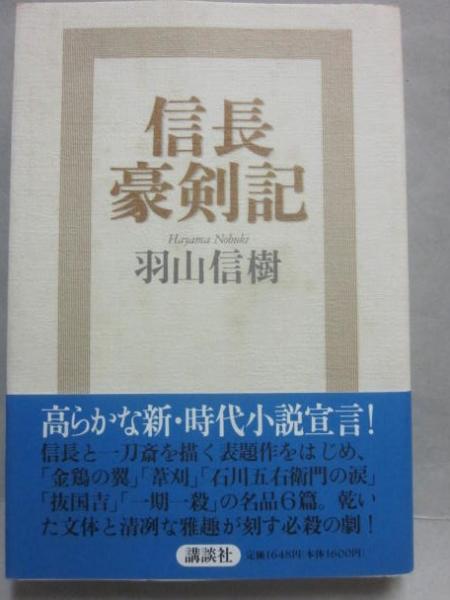 信長
豪剣記
Hayama Nobuki
羽山信樹
高らかな新・時代小説宣言!
信長と一刀斎を描く表題作をはじめ、
「金鶏の翼」「葦刈」「石川五右衛門の涙」
「抜国吉」「一期一殺」の名品6篇。乾い
た文体と清冽な雅趣が刻す必殺の劇!
講談社 定価1648円(本体1600円)